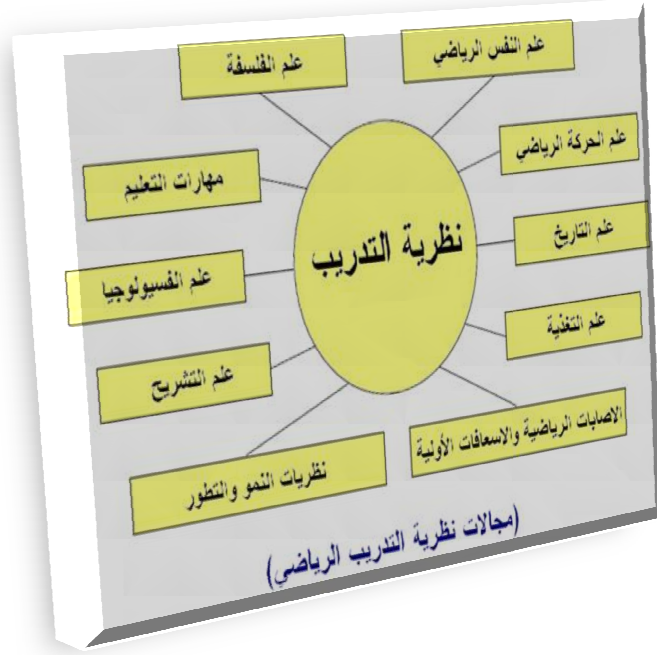 علم النفس الرياضي
علم الفلسفة
علم الحركة الرياضي
مهارات التعليم
علم التاريخ
نظرية التدريب
علم الفسيولوجيا
علم التغذية
علم التشريح
الاصابات الرياضية والاسعافات الأولية
نظريات النمو والتطور
(مجالات نظرية التدريب الرياضي)